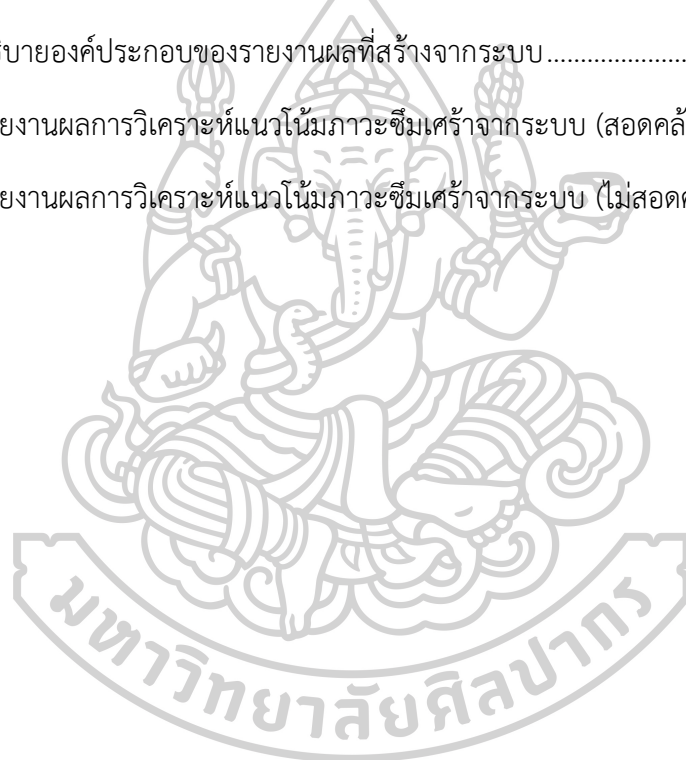 บายองค์ประกอบของรายงานผลที่สร้างจากระบบ.....................
ยงานผลการวิเคราะห์แนวโน้มภาวะซึมเศร้าจากระบบ (สอดคล้
ยงานผลการวิเคราะห์แนวโน้มภาวะซึมเศร้าจากระบบ (ไม่สอดค
มหาวิทยาลัยศิลปากร